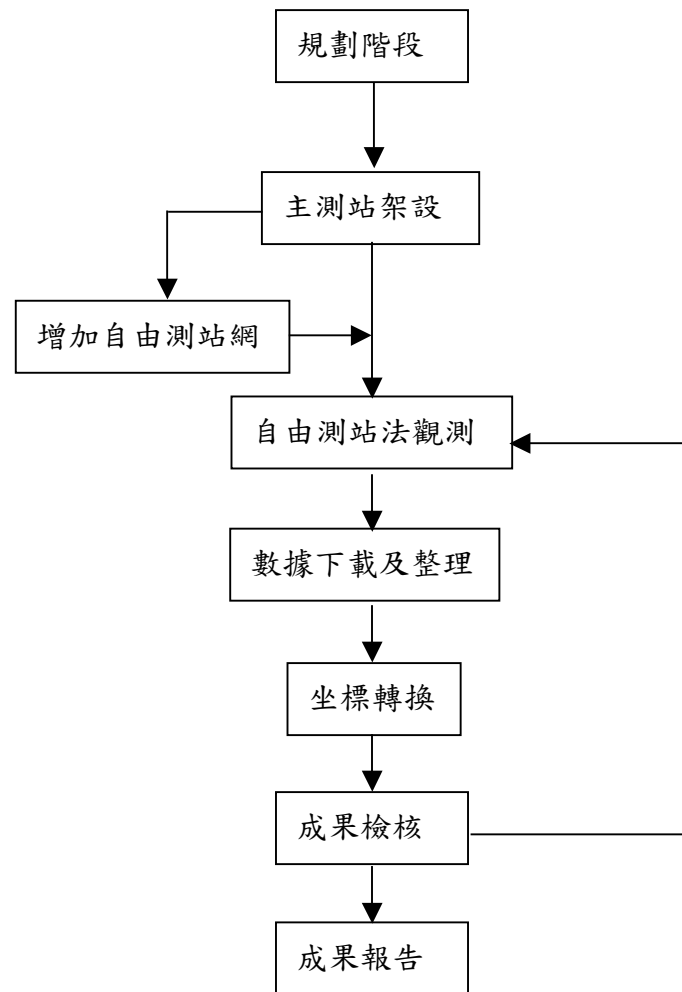 規劃階段
主測站架設
增加自由測站網
自由測站法觀測
數據下載及整理
坐標轉換
成果檢核
成果報告